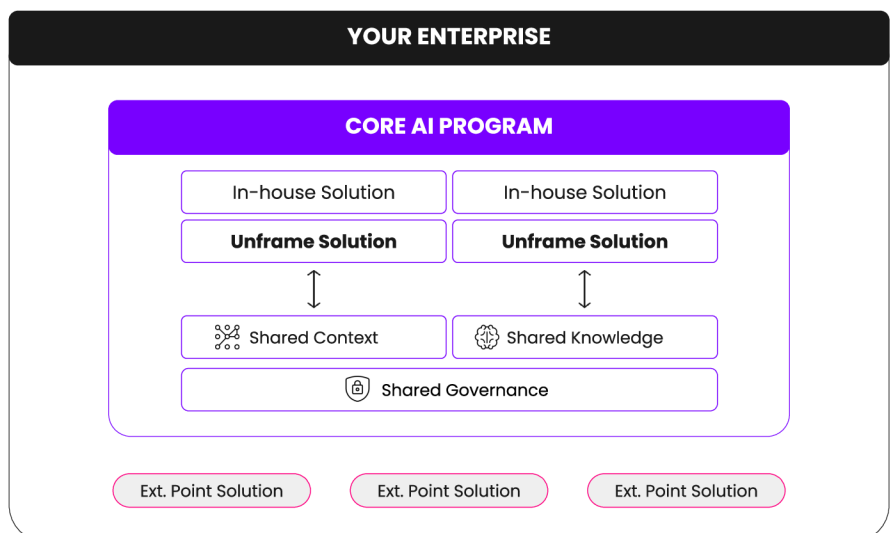 YOUR ENTERPRISE
CORE AI PROGRAM
In-house Solution In-house Solution
Unframe Solution Unframe Solution
Shared Context Shared Knowledge
Shared Governance
Ext. Point Solution Ext. Point Solution Ext. Point Solution